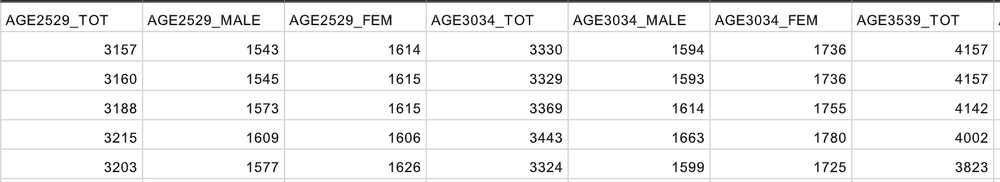 AGE2529_TOT AGE2529_MALE AGE2529_FEM AGE3034_TOT AGE3034_MALE AGE3034_FEM AGE3539_TOT
3157 1543 1614 3330 1594 1736 4157
3160 1545 1615 3329 1593 1736 4157
3188 1573 1615 3369 1614 1755 4142
3215 1609 1606 3443 1663 1780 4002
3203 1577 1626 3324 1599 1725 3823